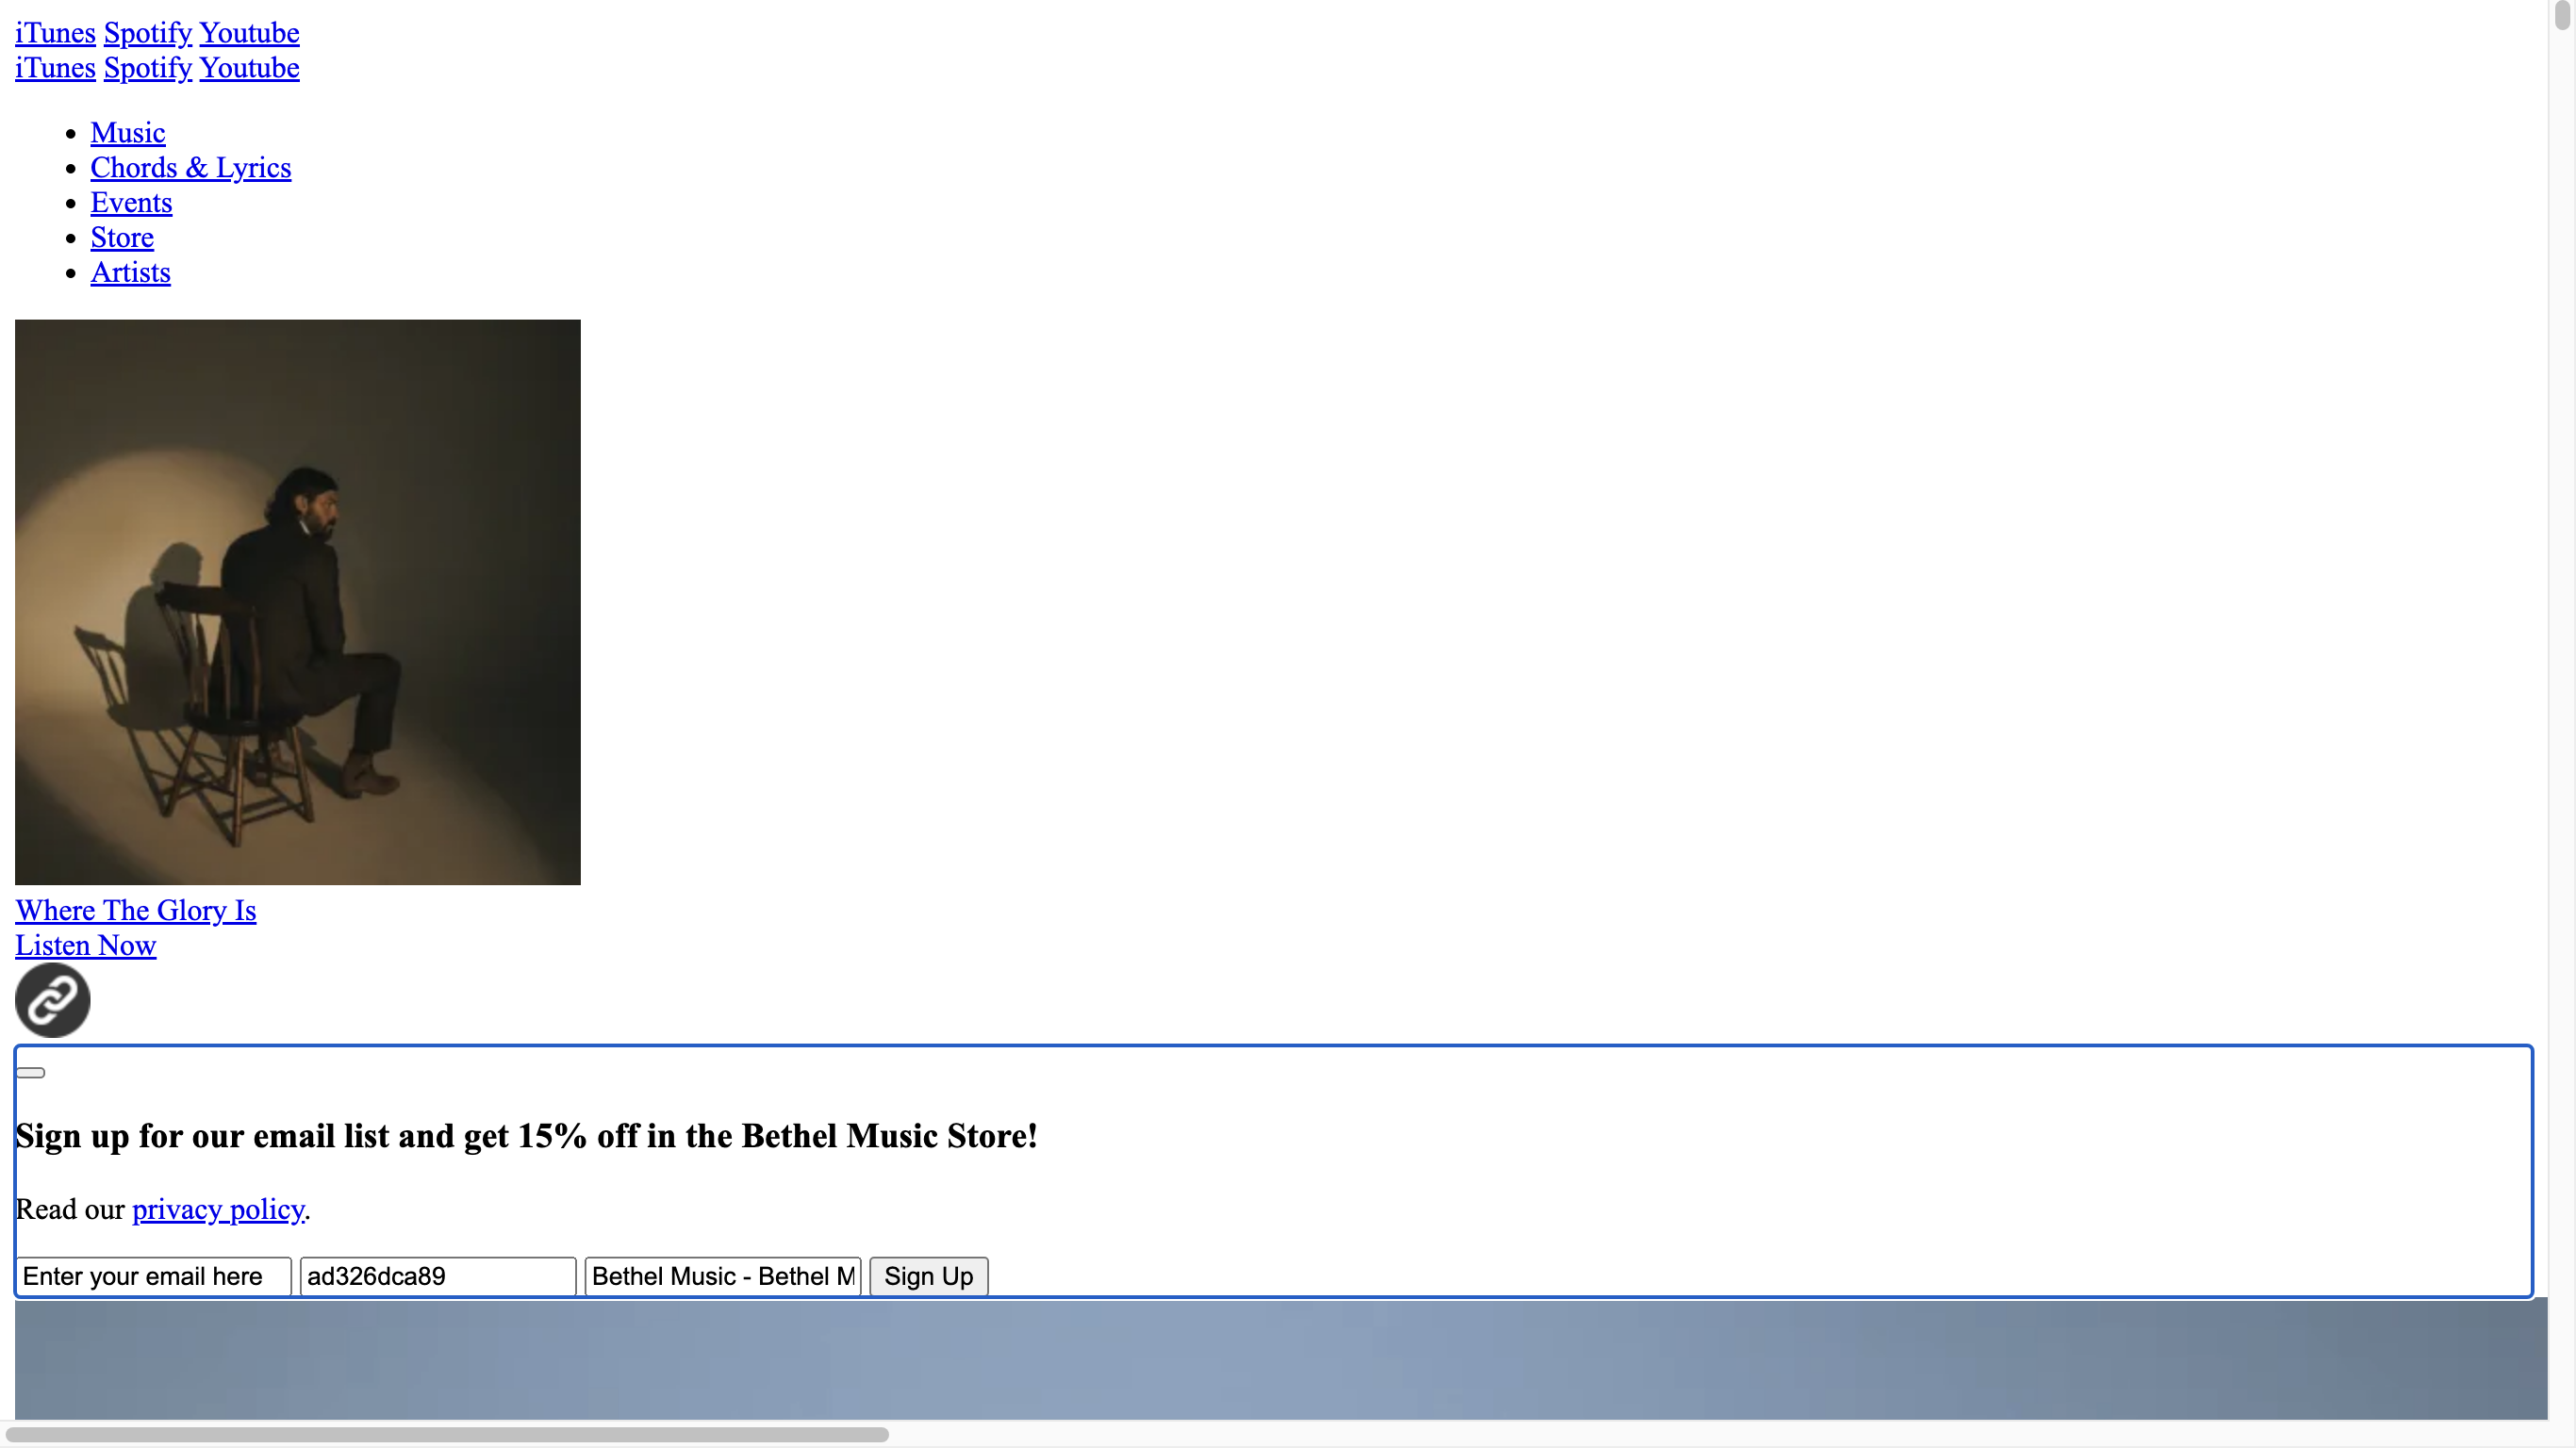 iTunes Spotify Youtube
iTunes Spotify Youtube
Music
Chords & Lyrics
Events
Store
Artists
Where The Glory Is
Listen Now
Sign up for our email list and get 15% off in the Bethel Music Store!
Read our privacy policy.
Enter your email here ad326dca89 Bethel Music - Bethel M Sign Up